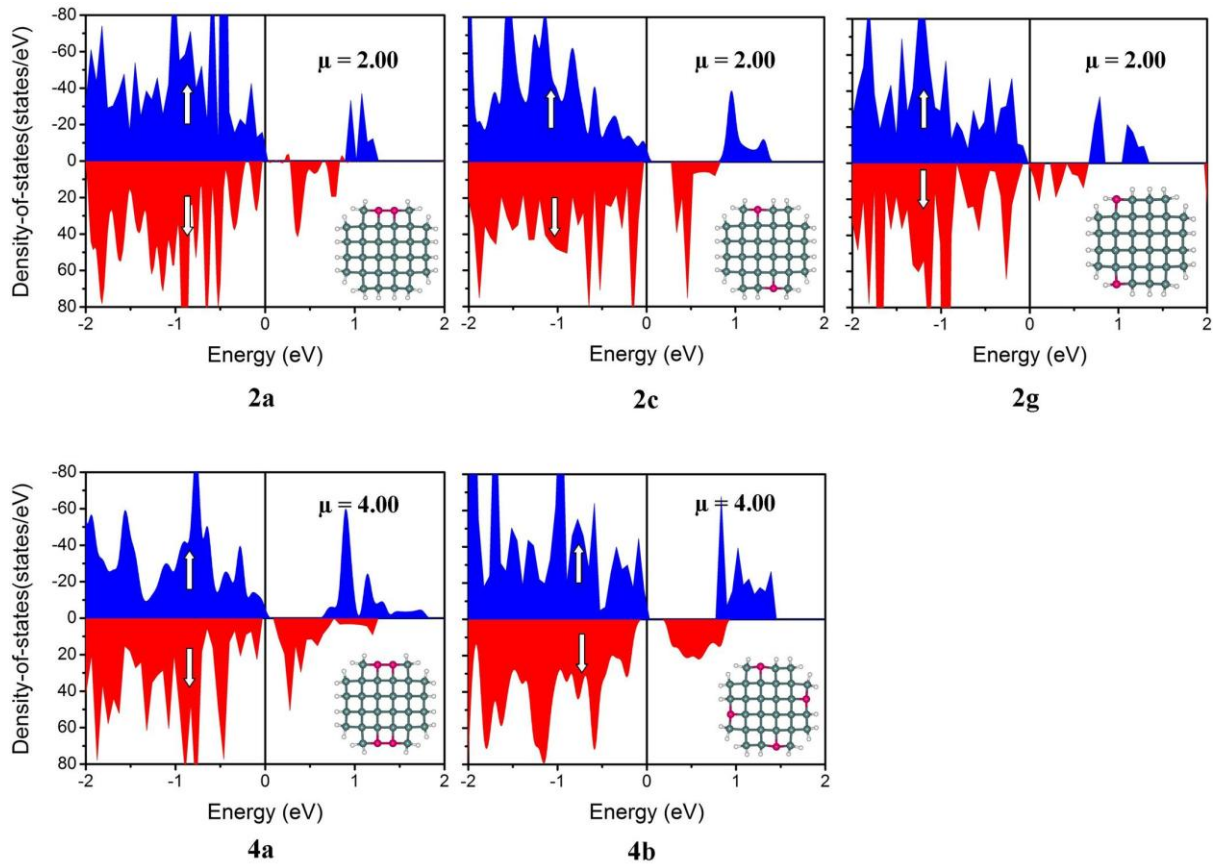 Density-of-states(states/eV)
-80
-60
-40
-20
0
20
40
60
80
μ = 2.00
-2
-1
0
1
2
Energy (eV)
2a
μ = 2.00
-2
-1
0
1
2
Energy (eV)
2c
μ = 2.00
-2
-1
0
1
2
Energy (eV)
2g
Density-of-states(states/eV)
-80
-60
-40
-20
0
20
40
60
80
μ = 4.00
-2
-1
0
1
2
Energy (eV)
4a
μ = 4.00
-2
-1
0
1
2
Energy (eV)
4b